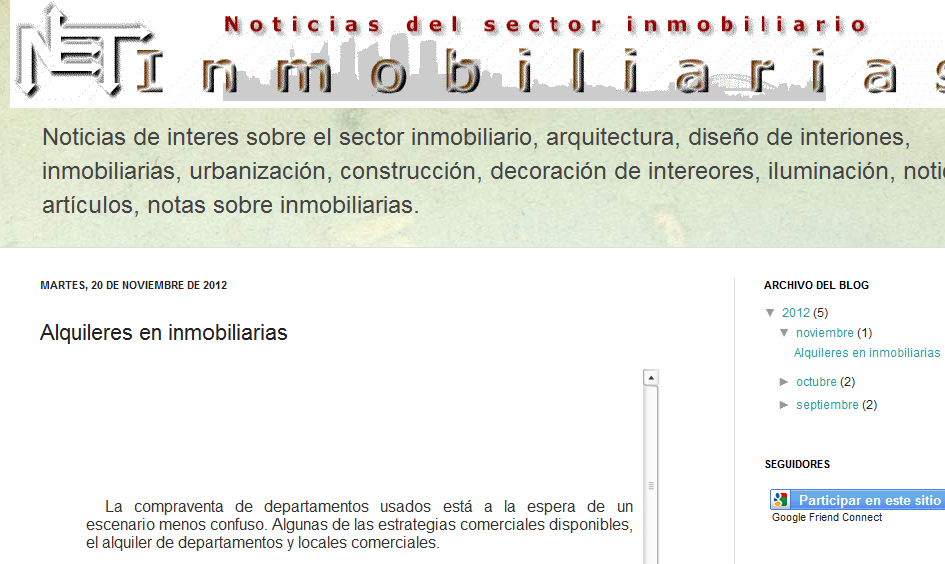 Noticias del sector inmobiliario
NET
inmobiliarias
Noticias de interes sobre el sector inmobiliario, arquitectura, diseño de interiones,
inmobiliarias, urbanización, construcción, decoración de intereores, iluminación, notic
artículos, notas sobre inmobiliarias.
MARTES, 20 DE NOVIEMBRE DE 2012
Alquileres en inmobiliarias
La compraventa de departamentos usados está a la espera de un
escenario menos confuso. Algunas de las estrategias comerciales disponibles,
el alquiler de departamentos y locales comerciales.
ARCHIVO DEL BLOG
▼ 2012 (5)
▼ noviembre (1)
Alquileres en inmobiliarias
► octubre (2)
► septiembre (2)
SEGUIDORES
Participar en este sitio
Google Friend Connect